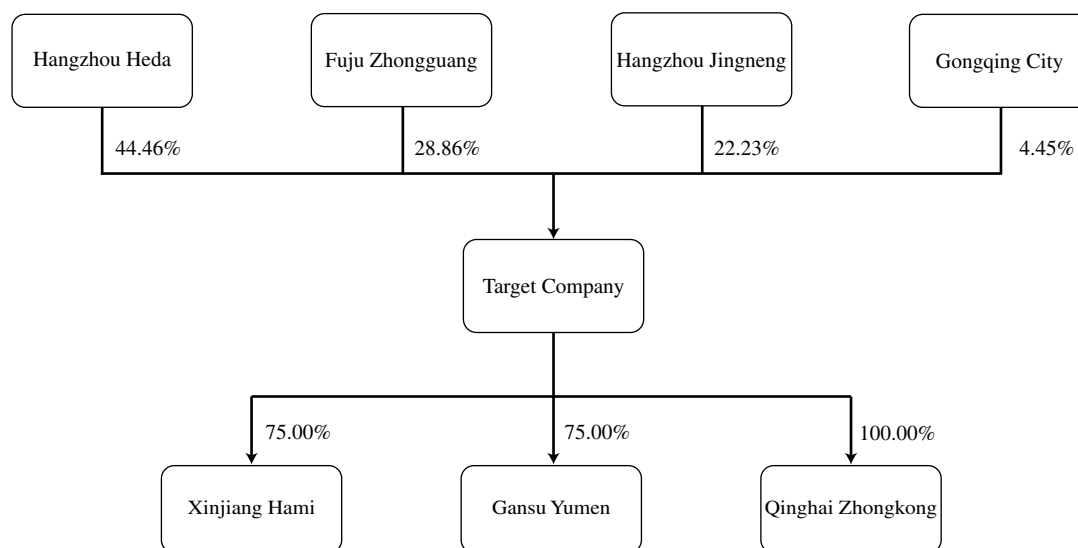 Hangzhou Heda
Fuju Zhongguang
Hangzhou Jingneng
Gongqing City
44.46%
28.86%
22.23%
4.45%
Target Company
75.00%
75.00%
100.00%
Xinjiang Hami
Gansu Yumen
Qinghai Zhongkong